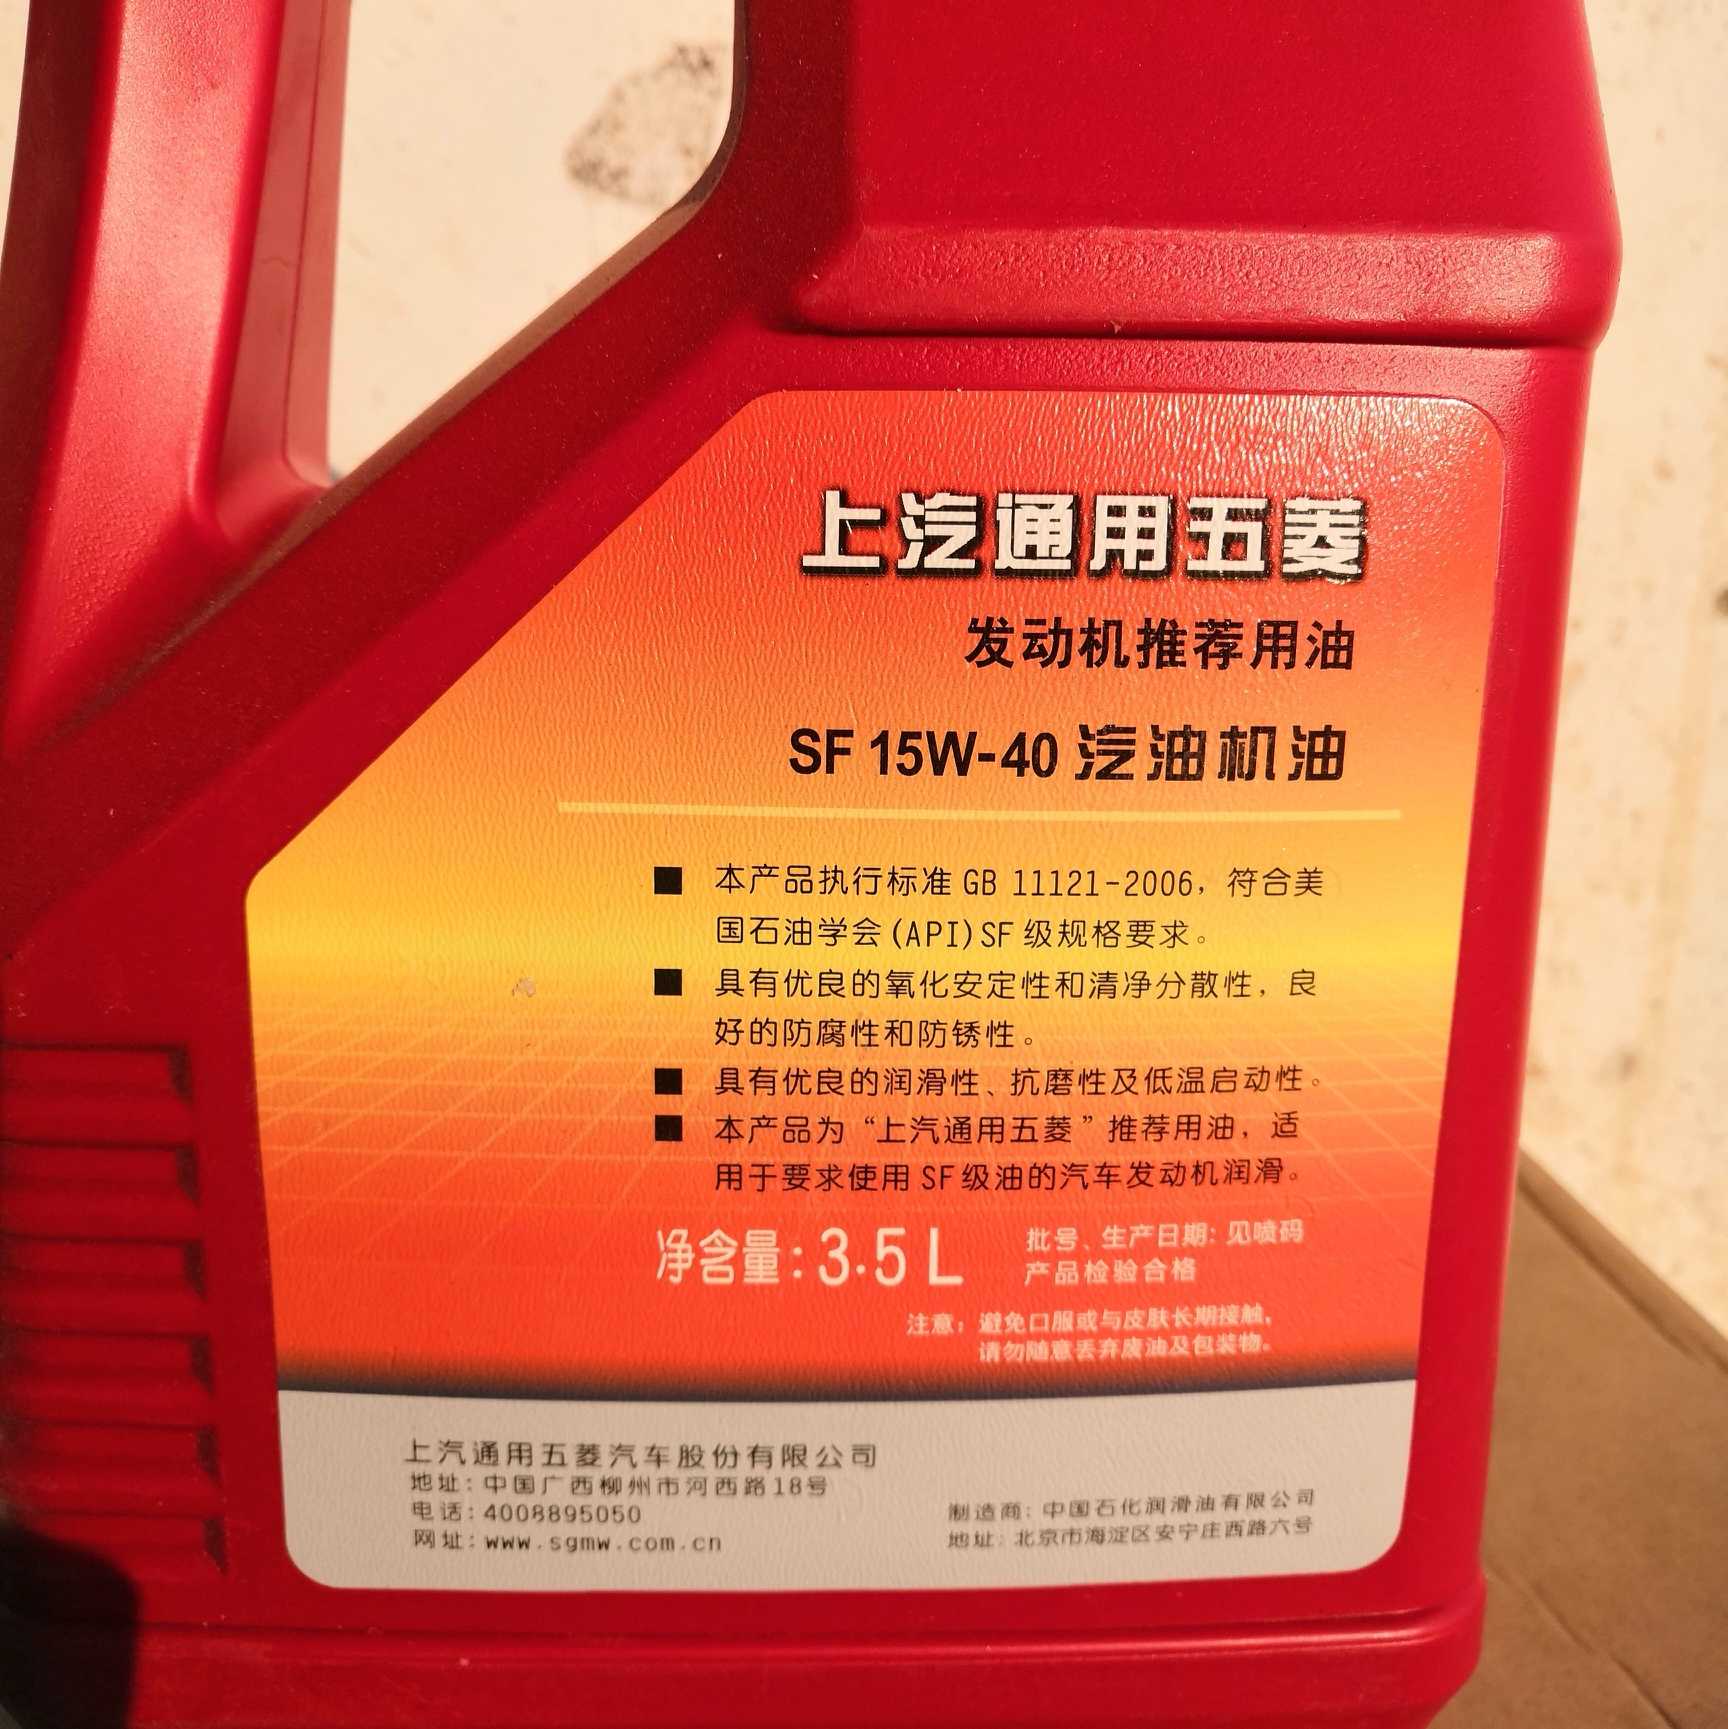 上汽通用五菱
发动机推荐用油
SF 15W-40 汽油机油
■ 本产品执行标准 GB 11121-2006，符合美
国石油学会(API)SF 级规格要求。
■ 具有优良的氧化安定性和清净分散性，良
好的防腐性和防锈性。
■ 具有优良的润滑性、抗磨性及低温启动性。
■ 本产品为“上汽通用五菱”推荐用油，适
用于要求使用 SF 级油的汽车发动机润滑。
净含量：3.5L
批号、生产日期：见喷码
产品检验合格
注意：避免口服或与皮肤长期接触，
请勿随意丢弃废油及包装物。
上汽通用五菱汽车股份有限公司
地址：中国广西柳州市河西路18号
电话：4008895050
网址：www.sgmw.com.cn
制造商：中国石化润滑油有限公司
地址：北京市海淀区安宁庄西路六号